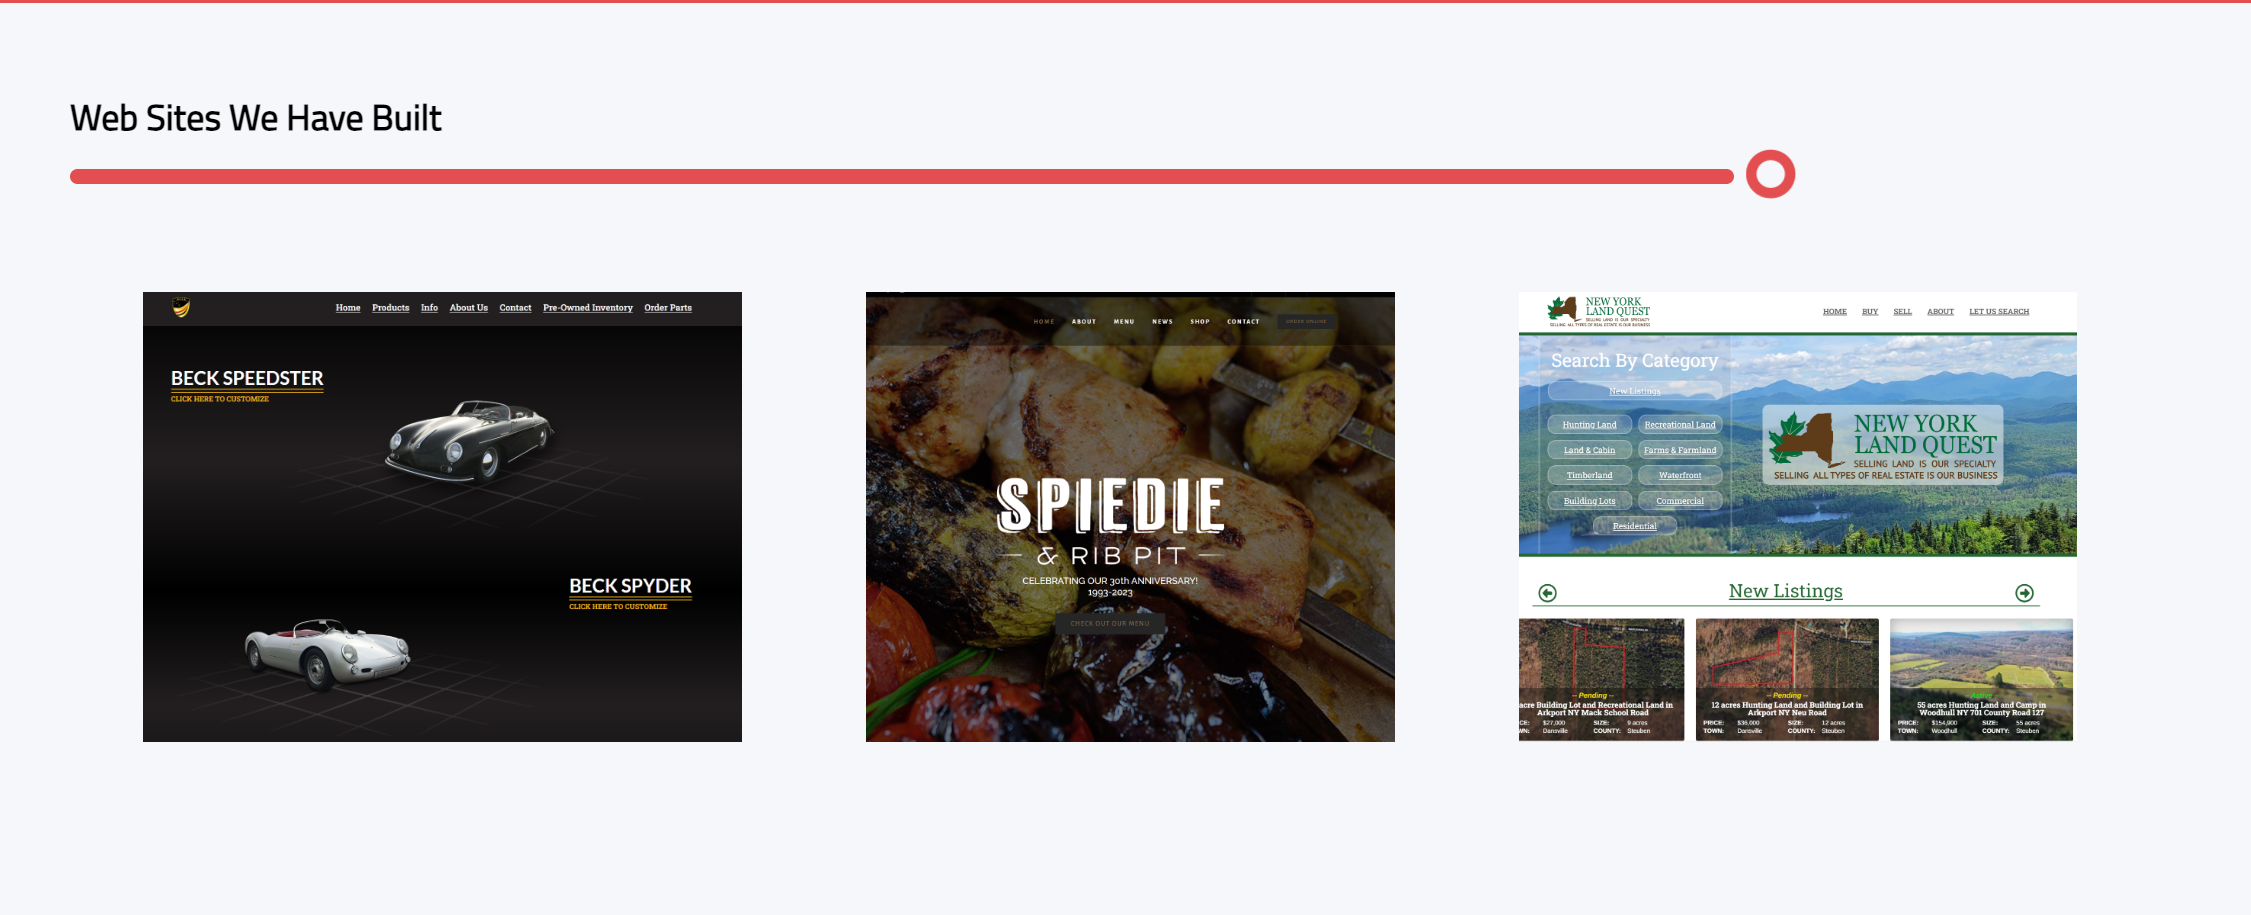 Web Sites We Have Built
Home Products Info About Us Contact Pre-Owned Inventory Order Parts
BECK SPEEDSTER
CLICK HERE TO CUSTOMIZE
BECK SPYDER
CLICK HERE TO CUSTOMIZE
HOME ABOUT MENU NEWS SHOP CONTACT ORDER ONLINE
SPIEDIE
& RIB PIT
CELEBRATING OUR 30th ANNIVERSARY!
1993-2023
CHECK OUT OUR MENU
NEW YORK
LAND QUEST
SELLING LAND IS OUR SPECIALTY
SELLING ALL TYPES OF REAL ESTATE IS OUR BUSINESS
HOME BUY SELL ABOUT LET US SEARCH
Search By Category
New Listings
Hunting Land Recreational Land
Land & Cabin Farms & Farmland
Timberland Waterfront
Building Lots Commercial
Residential
NEW YORK
LAND QUEST
SELLING LAND IS OUR SPECIALTY
SELLING ALL TYPES OF REAL ESTATE IS OUR BUSINESS
New Listings
-- Pending --
acre Building Lot and Recreational Land in
Arkport NY Mack School Road
CE: $27,000 SIZE: 9 acres
WN: Dansville COUNTY: Steuben
-- Pending --
12 acres Hunting Land and Building Lot in
Arkport NY Neu Road
PRICE: $36,000 SIZE: 12 acres
TOWN: Dansville COUNTY: Steuben
Active
55 acres Hunting Land and Camp in
Woodhull NY 701 County Road 127
PRICE: $154,900 SIZE: 55 acres
TOWN: Woodhull COUNTY: Steuben